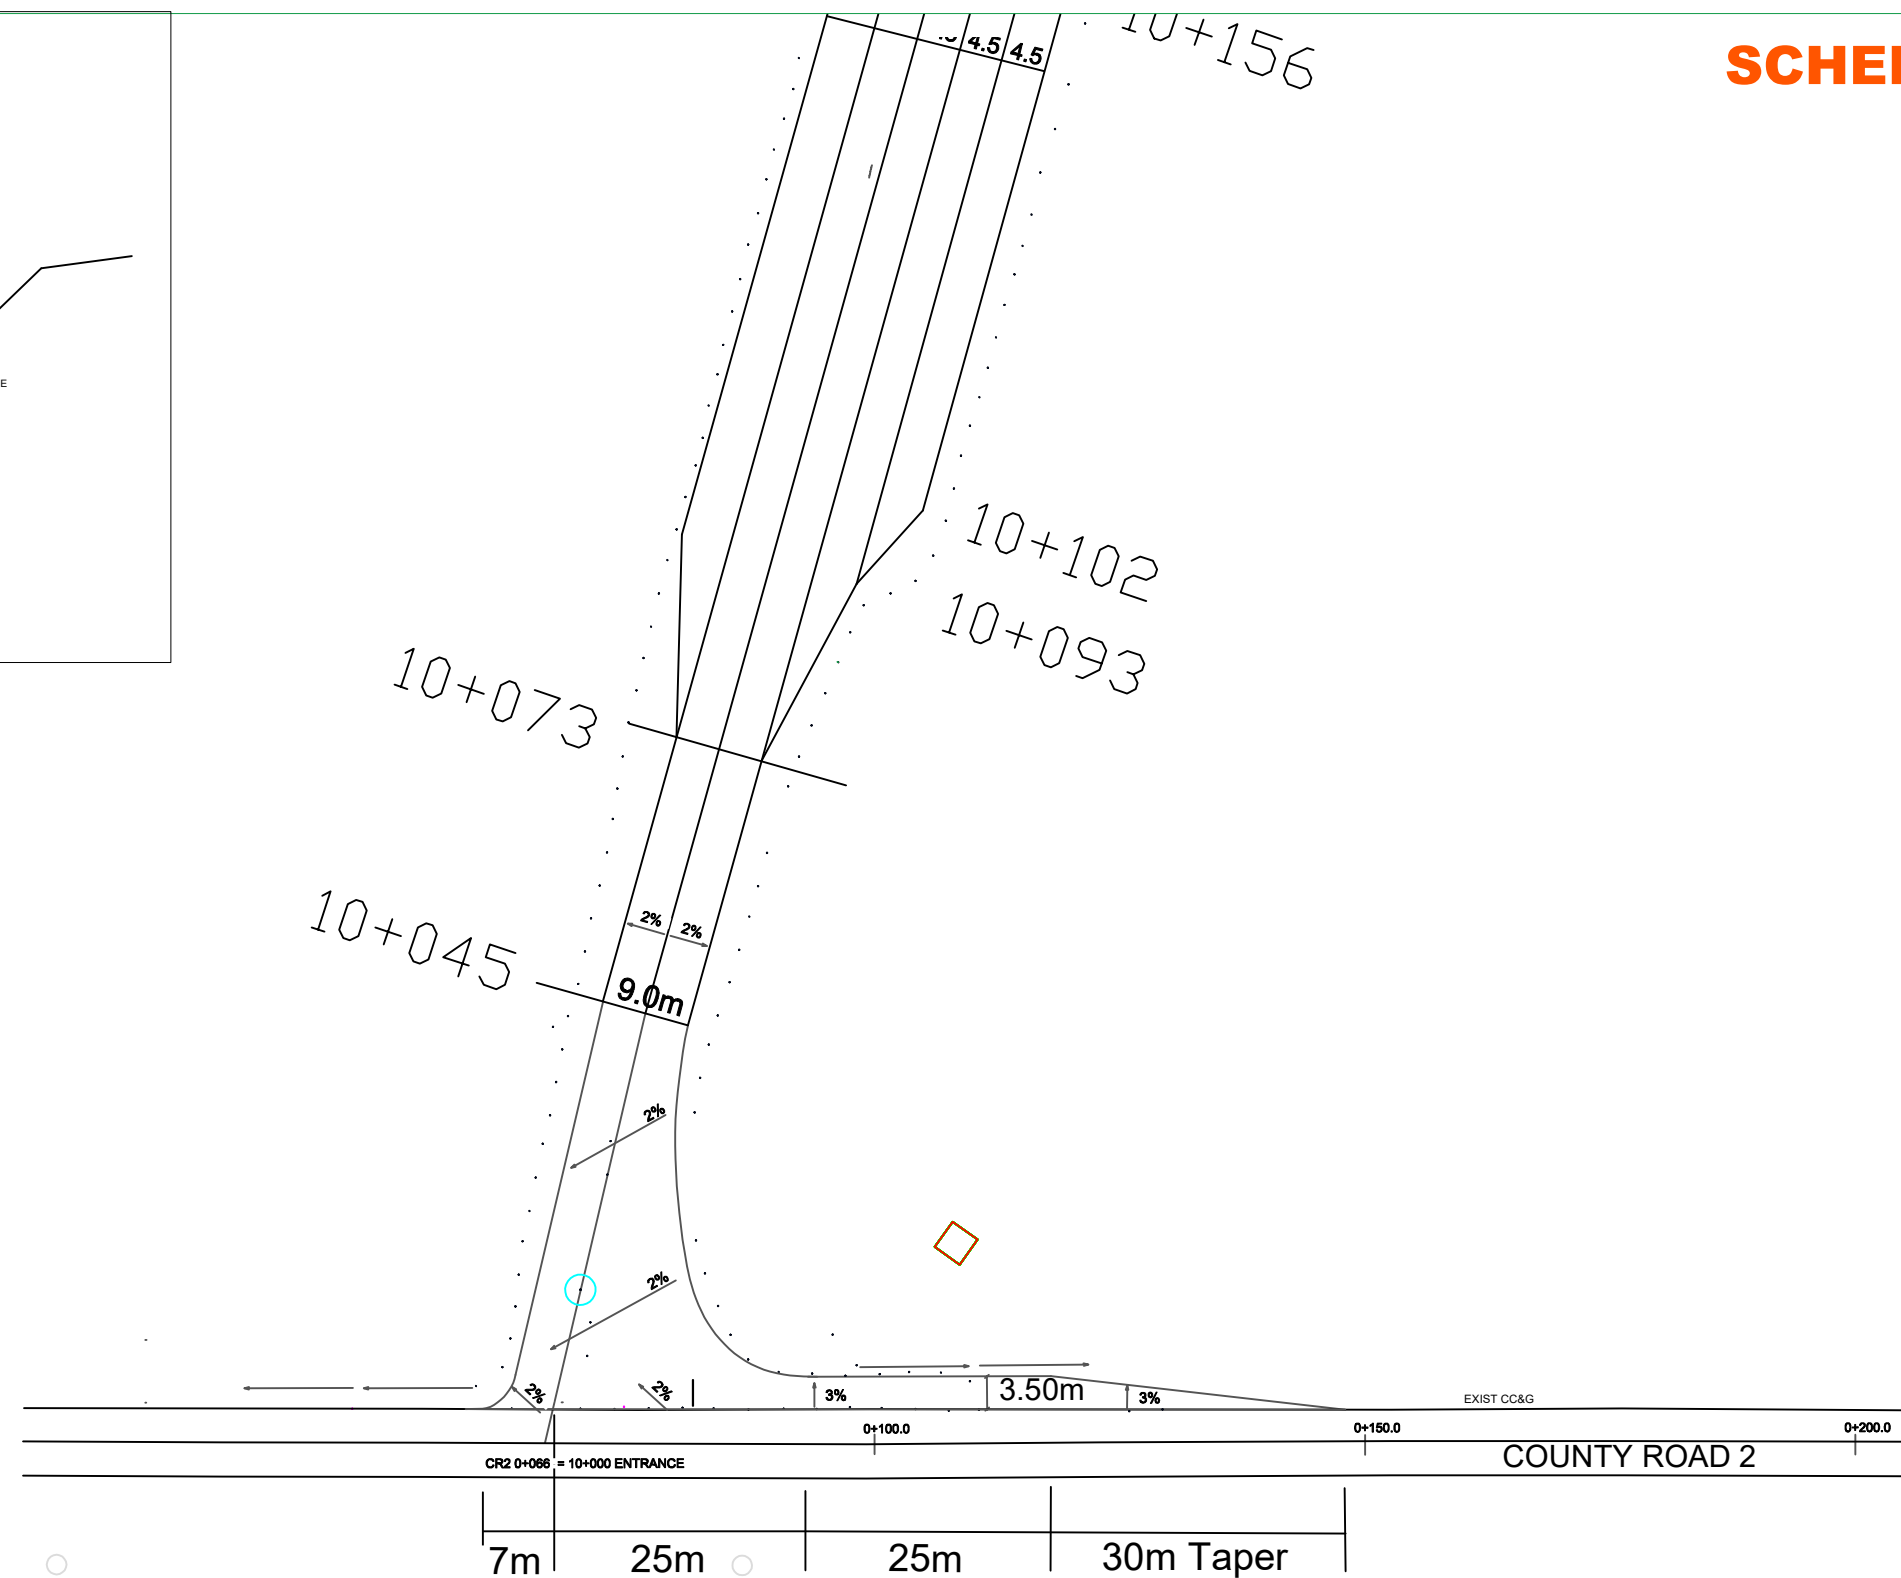 10+156
4.5 4.5
E
10+102
10+093
10+073
2% 2%
10+045
9.0m
2%
2%
2% 2% 3% 3.50m 3%
EXIST CC&G
0+100.0 0+150.0 0+200.0
COUNTY ROAD 2
CR2 0+066 = 10+000 ENTRANCE
7m 25m 25m 30m Taper